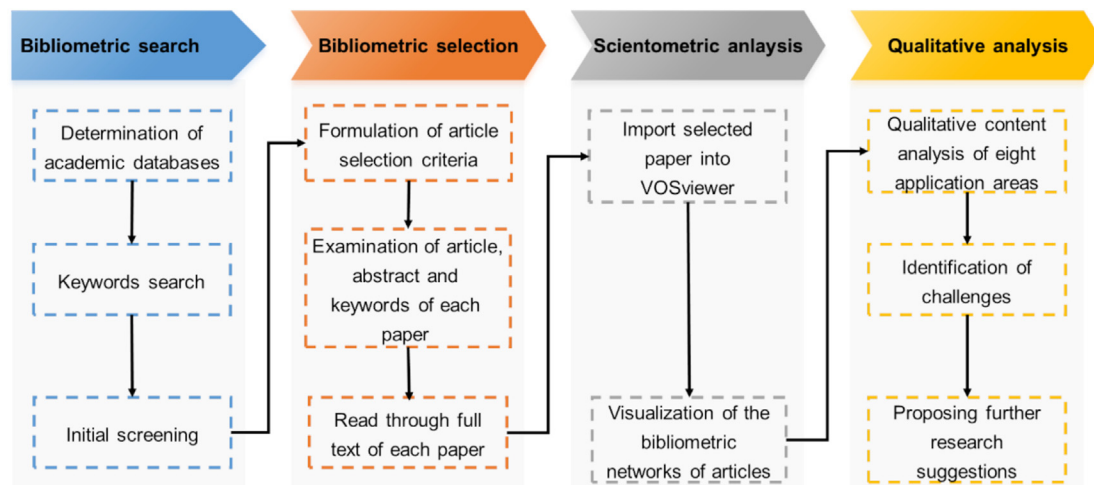 Bibliometric search
Determination of
academic databases
Keywords search
Initial screening
Bibliometric selection
Formulation of article
selection criteria
Examination of article,
abstract and
keywords of each
paper
Read through full
text of each paper
Scientometric anlaysis
Import selected
paper into
VOSviewer
Visualization of the
bibliometric
networks of articles
Qualitative analysis
Qualitative content
analysis of eight
application areas
Identification of
challenges
Proposing further
research
suggestions